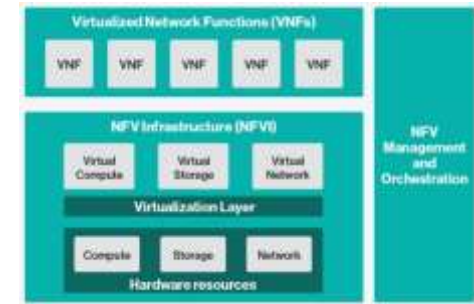 Virtualized Network Functions (VNFs)
VNF VNF VNF VNF VNF
NFV Infrastructure (NFVI)
Virtual Compute
Virtual Storage
Virtual Network
Virtualization Layer
Compute Storage Network
Hardware resources
NFV
Management
and
Orchestration